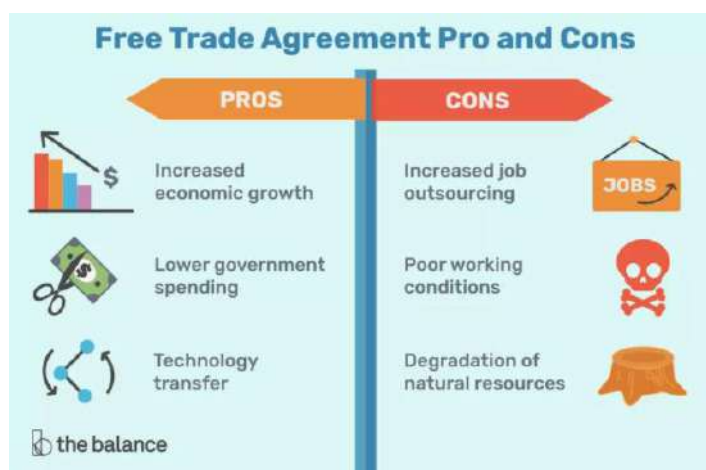 Free Trade Agreement Pro and Cons
PROS
CONS
Increased
economic growth
$
Lower government
spending
$
Technology
transfer
Increased job
outsourcing
JOBS
Poor working
conditions
Degradation of
natural resources
the balance